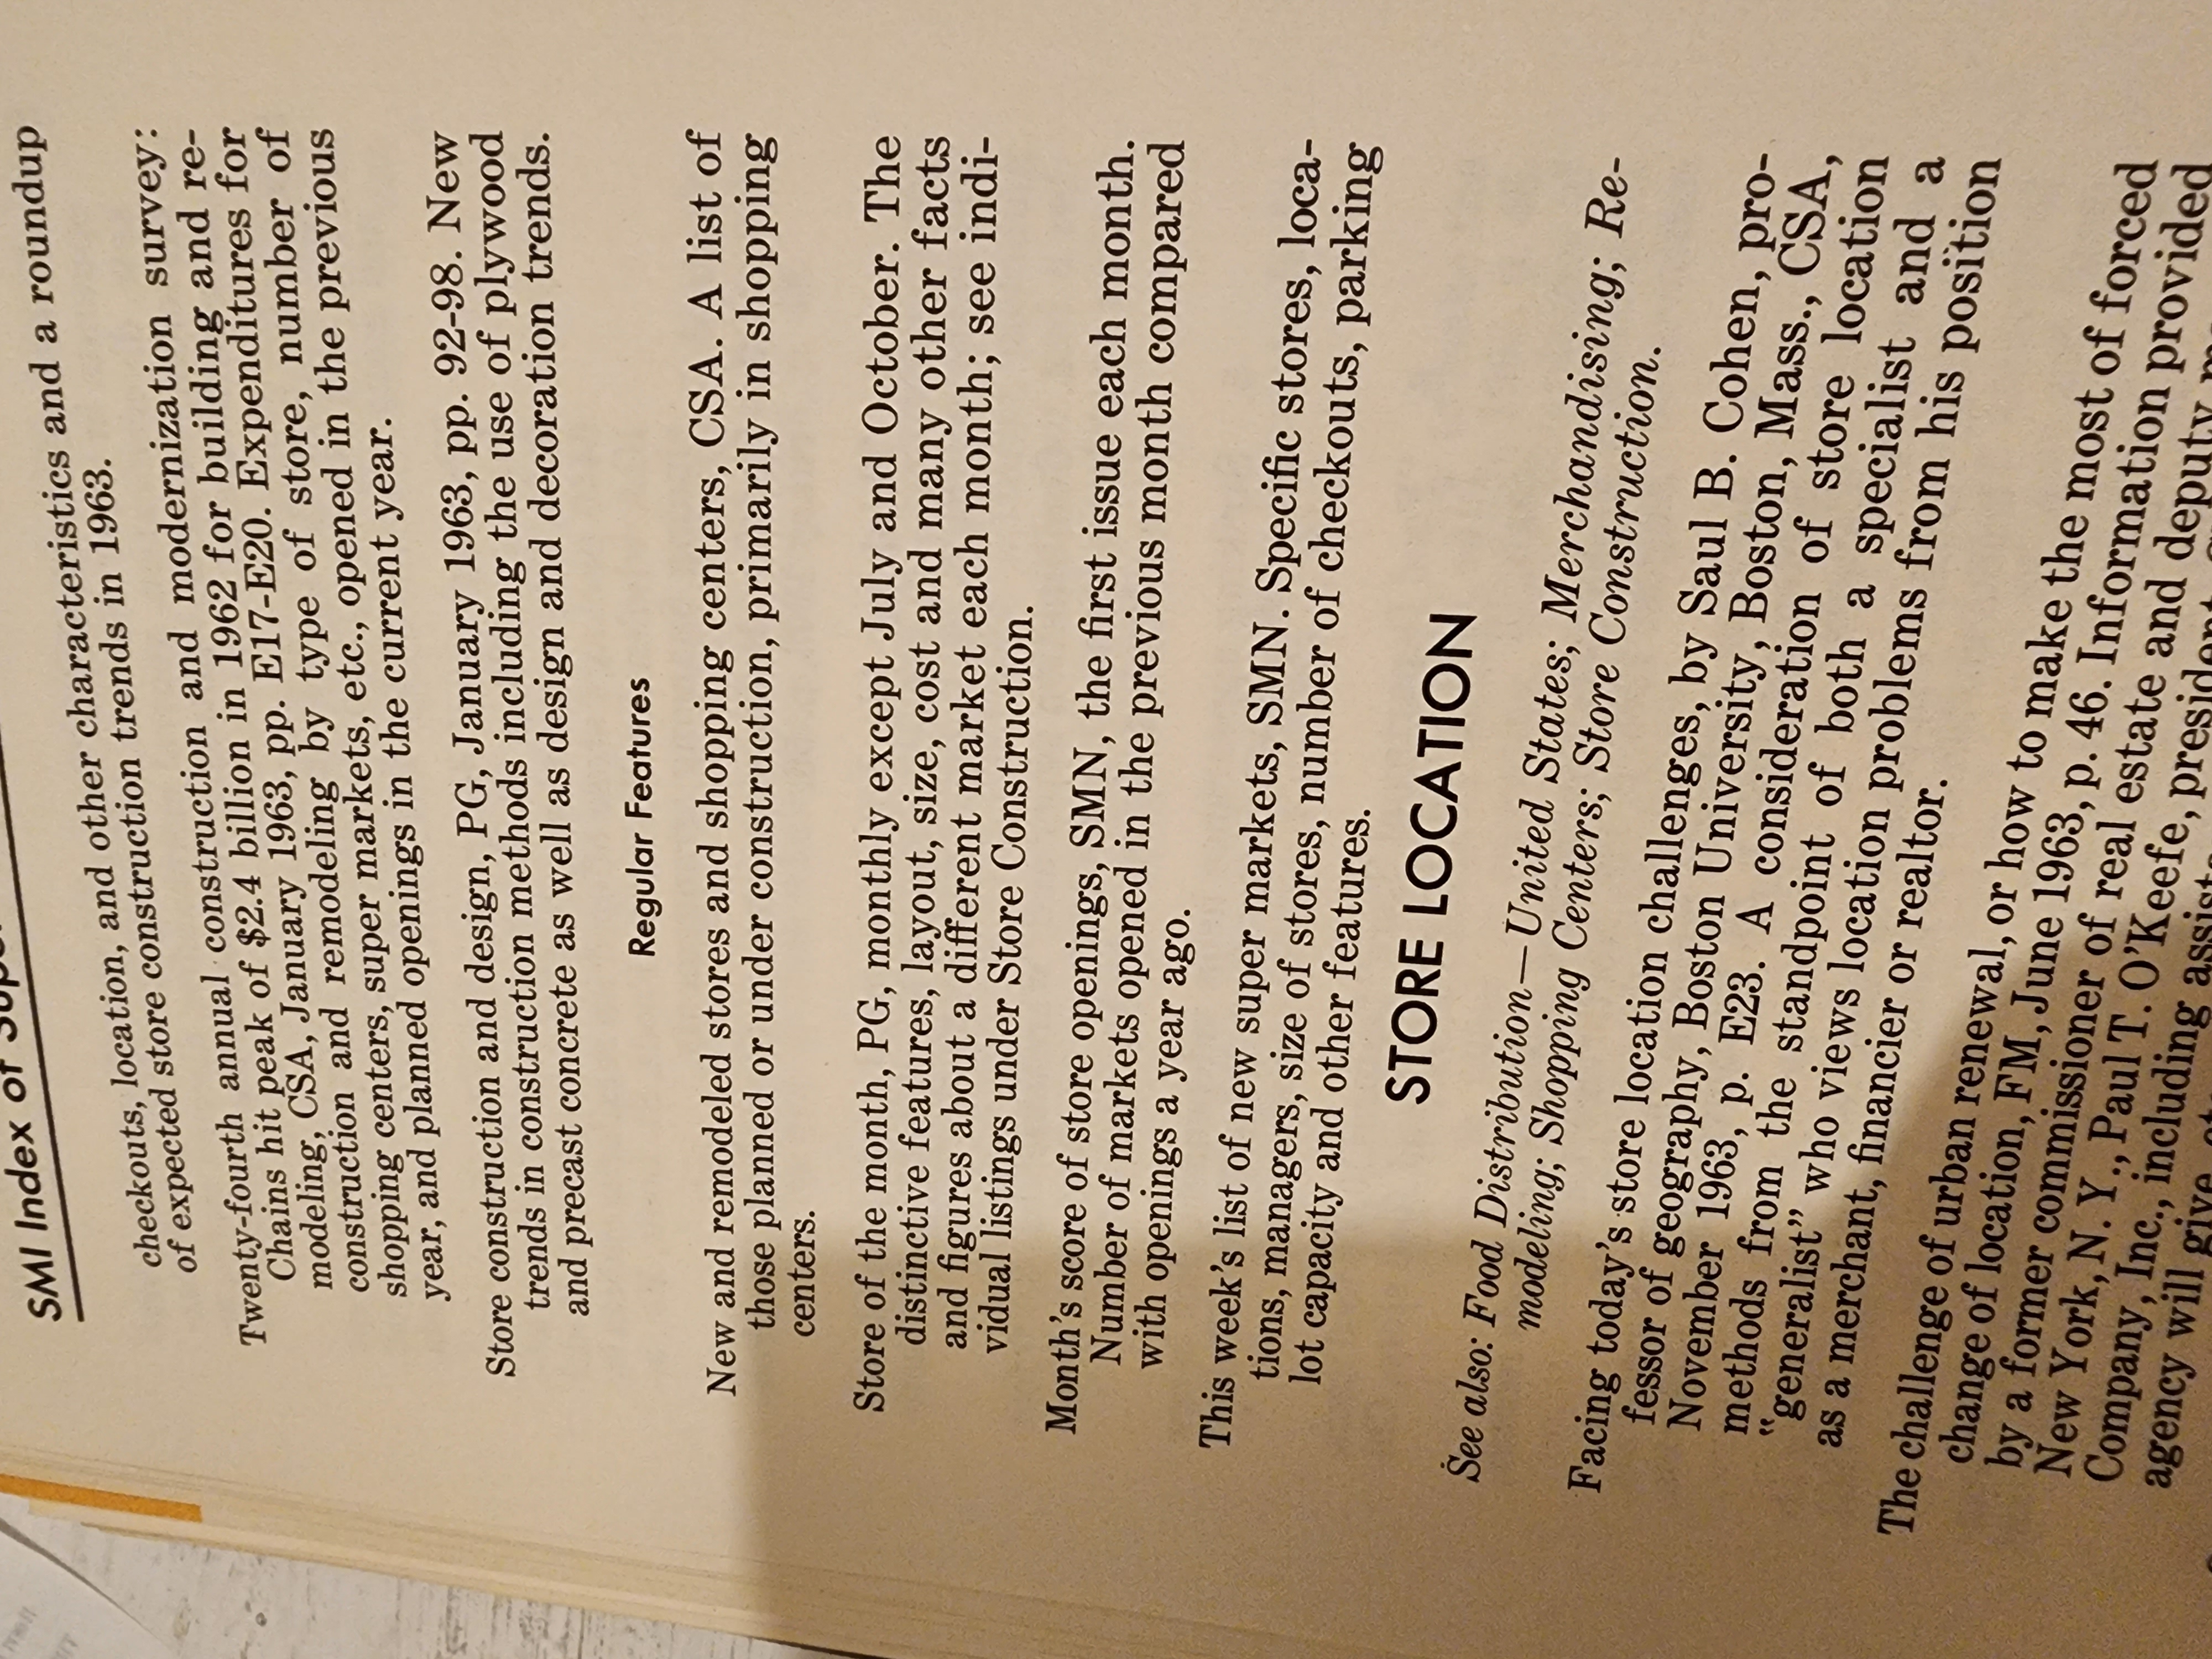 SMI Index of Super
checkouts, location, and other characteristics and a roundup
of expected store construction trends in 1963.
Twenty-fourth annual construction and modernization survey:
Chains hit peak of $2.4 billion in 1962 for building and re-
modeling, CSA, January 1963, pp. E17-E20. Expenditures for
construction and remodeling by type of store, number of
shopping centers, super markets, etc., opened in the previous
year, and planned openings in the current year.
Store construction and design, PG, January 1963, pp. 92-98. New
trends in construction methods including the use of plywood
and precast concrete as well as design and decoration trends.
Regular Features
New and remodeled stores and shopping centers, CSA. A list of
those planned or under construction, primarily in shopping
centers.
Store of the month, PG, monthly except July and October. The
distinctive features, layout, size, cost and many other facts
and figures about a different market each month; see indi-
vidual listings under Store Construction.
Month's score of store openings, SMN, the first issue each month.
Number of markets opened in the previous month compared
with openings a year ago.
This week's list of new super markets, SMN. Specific stores, loca-
tions, managers, size of stores, number of checkouts, parking
lot capacity and other features.
STORE LOCATION
See also: Food Distribution—United States; Merchandising; Re-
modeling; Shopping Centers; Store Construction.
Facing today's store location challenges, by Saul B. Cohen, pro-
fessor of geography, Boston University, Boston, Mass., CSA,
November 1963, p. E23. A consideration of store location
methods from the standpoint of both a specialist and a
"generalist" who views location problems from his position
as a merchant, financier or realtor.
The challenge of urban renewal, or how to make the most of forced
change of location, FM, June 1963, p. 46. Information provided
by a former commissioner of real estate and deputy
New York, N. Y., Paul T. O'Keefe, president
Company, Inc., including
agency will give